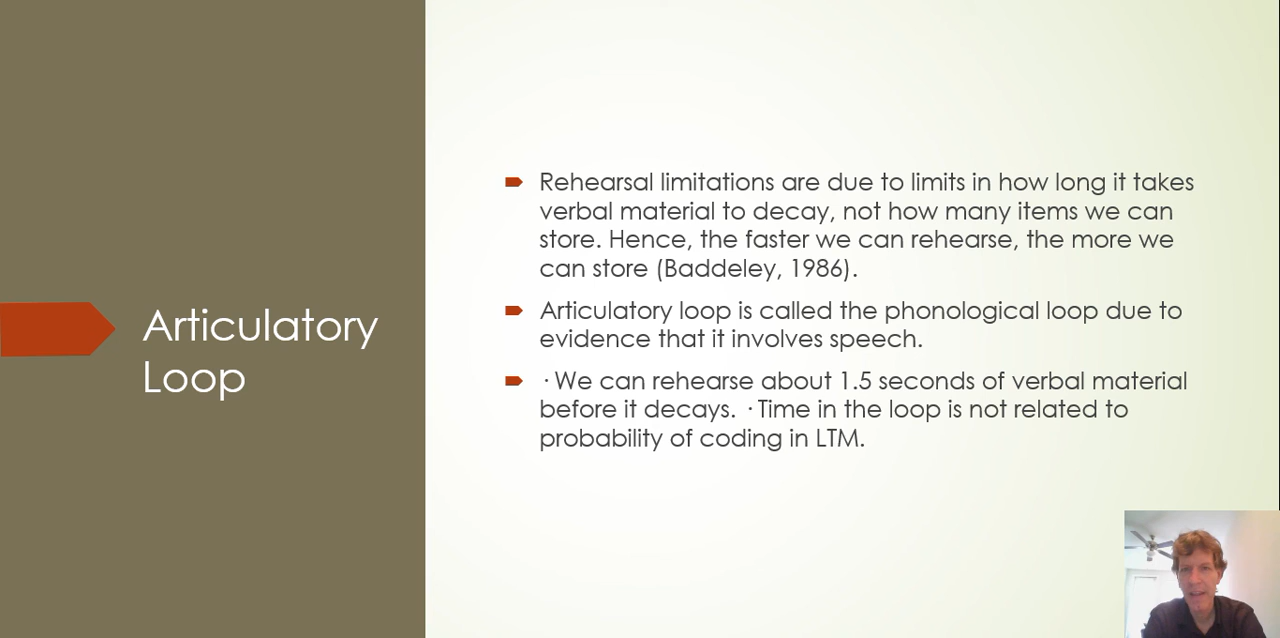 Articulatory
Loop
Rehearsal limitations are due to limits in how long it takes
verbal material to decay, not how many items we can
store. Hence, the faster we can rehearse, the more we
can store (Baddeley, 1986).
Articulatory loop is called the phonological loop due to
evidence that it involves speech.
· We can rehearse about 1.5 seconds of verbal material
before it decays. · Time in the loop is not related to
probability of coding in LTM.